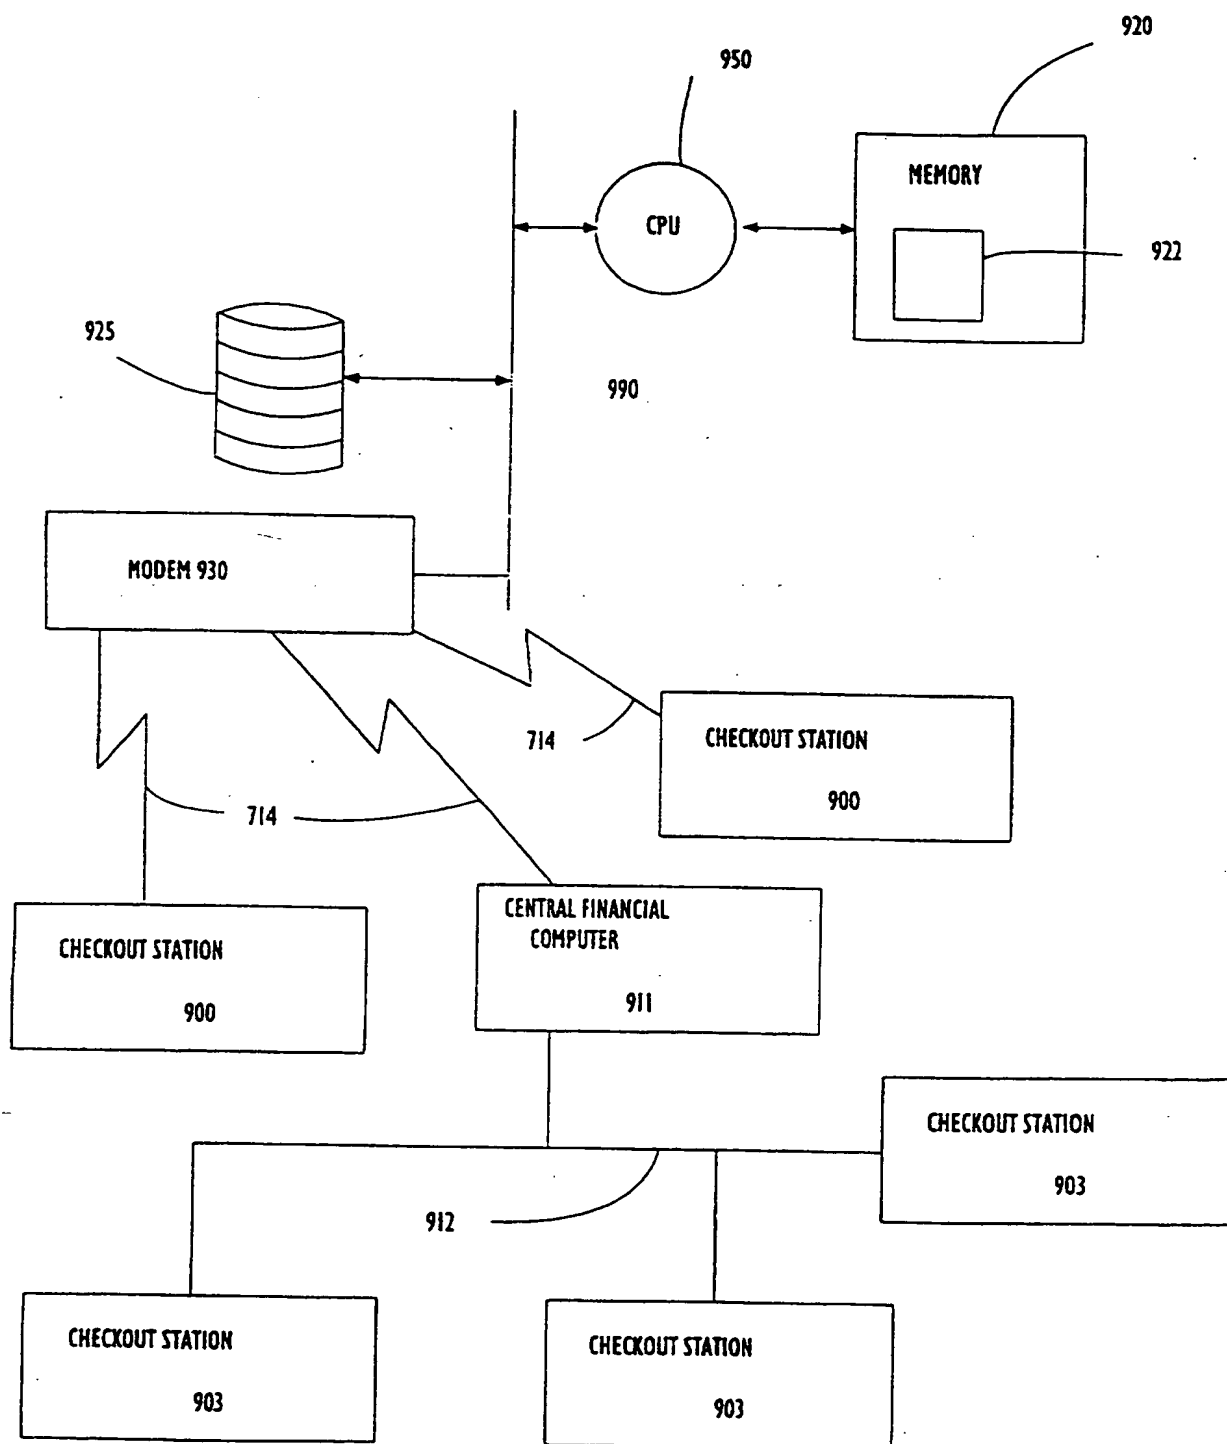 920
950
MEMORY
CPU
922
925
990
MODEM 930
714
CHECKOUT STATION
900
714
CENTRAL FINANCIAL
COMPUTER
911
CHECKOUT STATION
900
CHECKOUT STATION
903
912
CHECKOUT STATION
903
CHECKOUT STATION
903